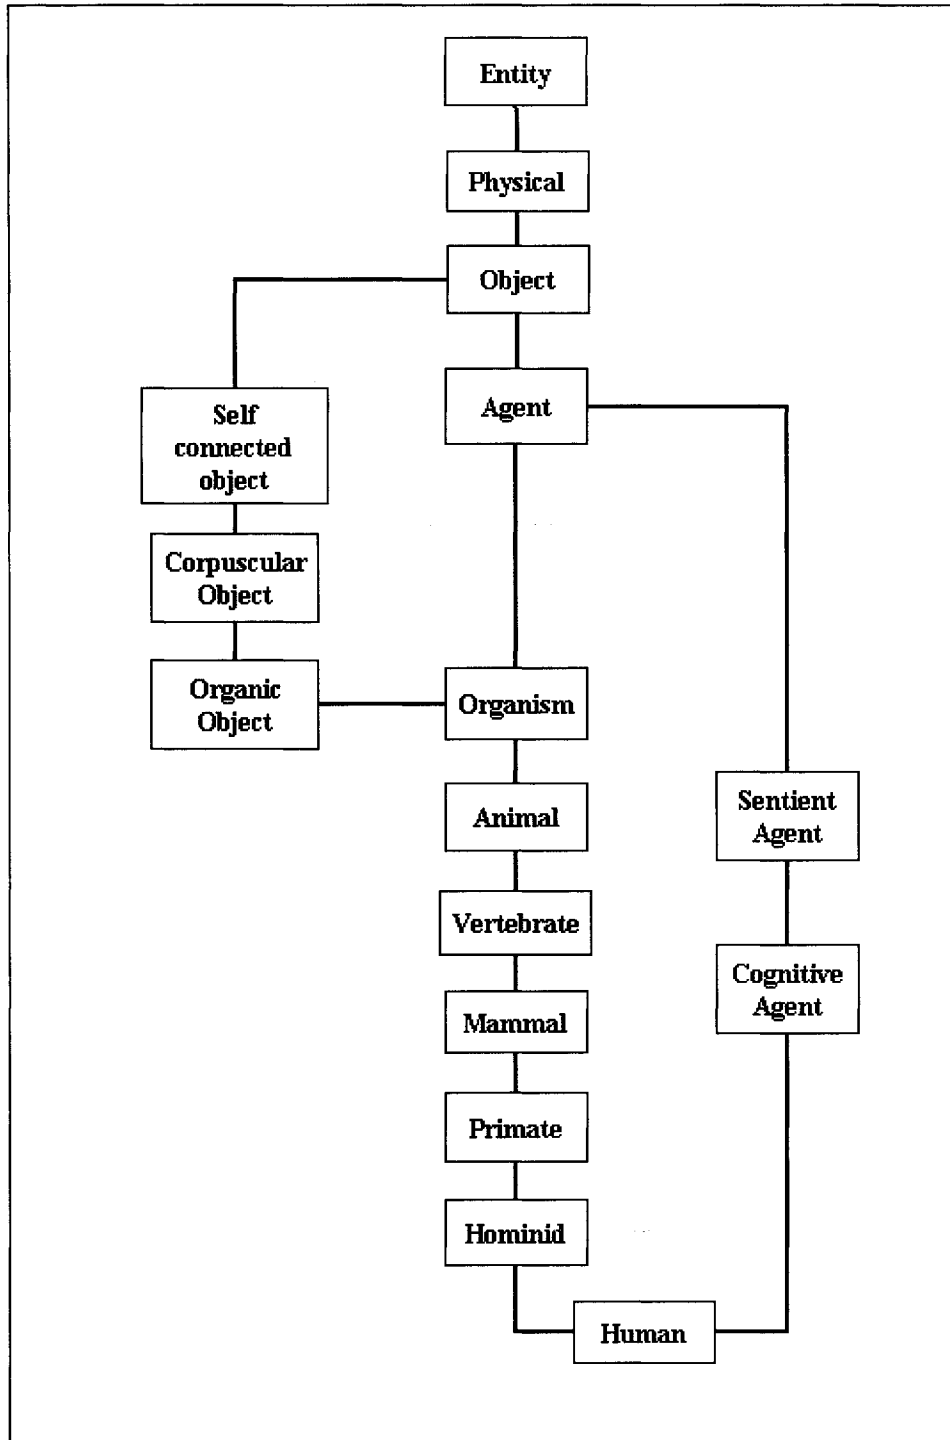 Entity
Physical
Object
Self
connected
object
Agent
Corpuscular
Object
Organic
Object
Organism
Animal
Sentient
Agent
Vertebrate
Cognitive
Agent
Mammal
Primate
Hominid
Human